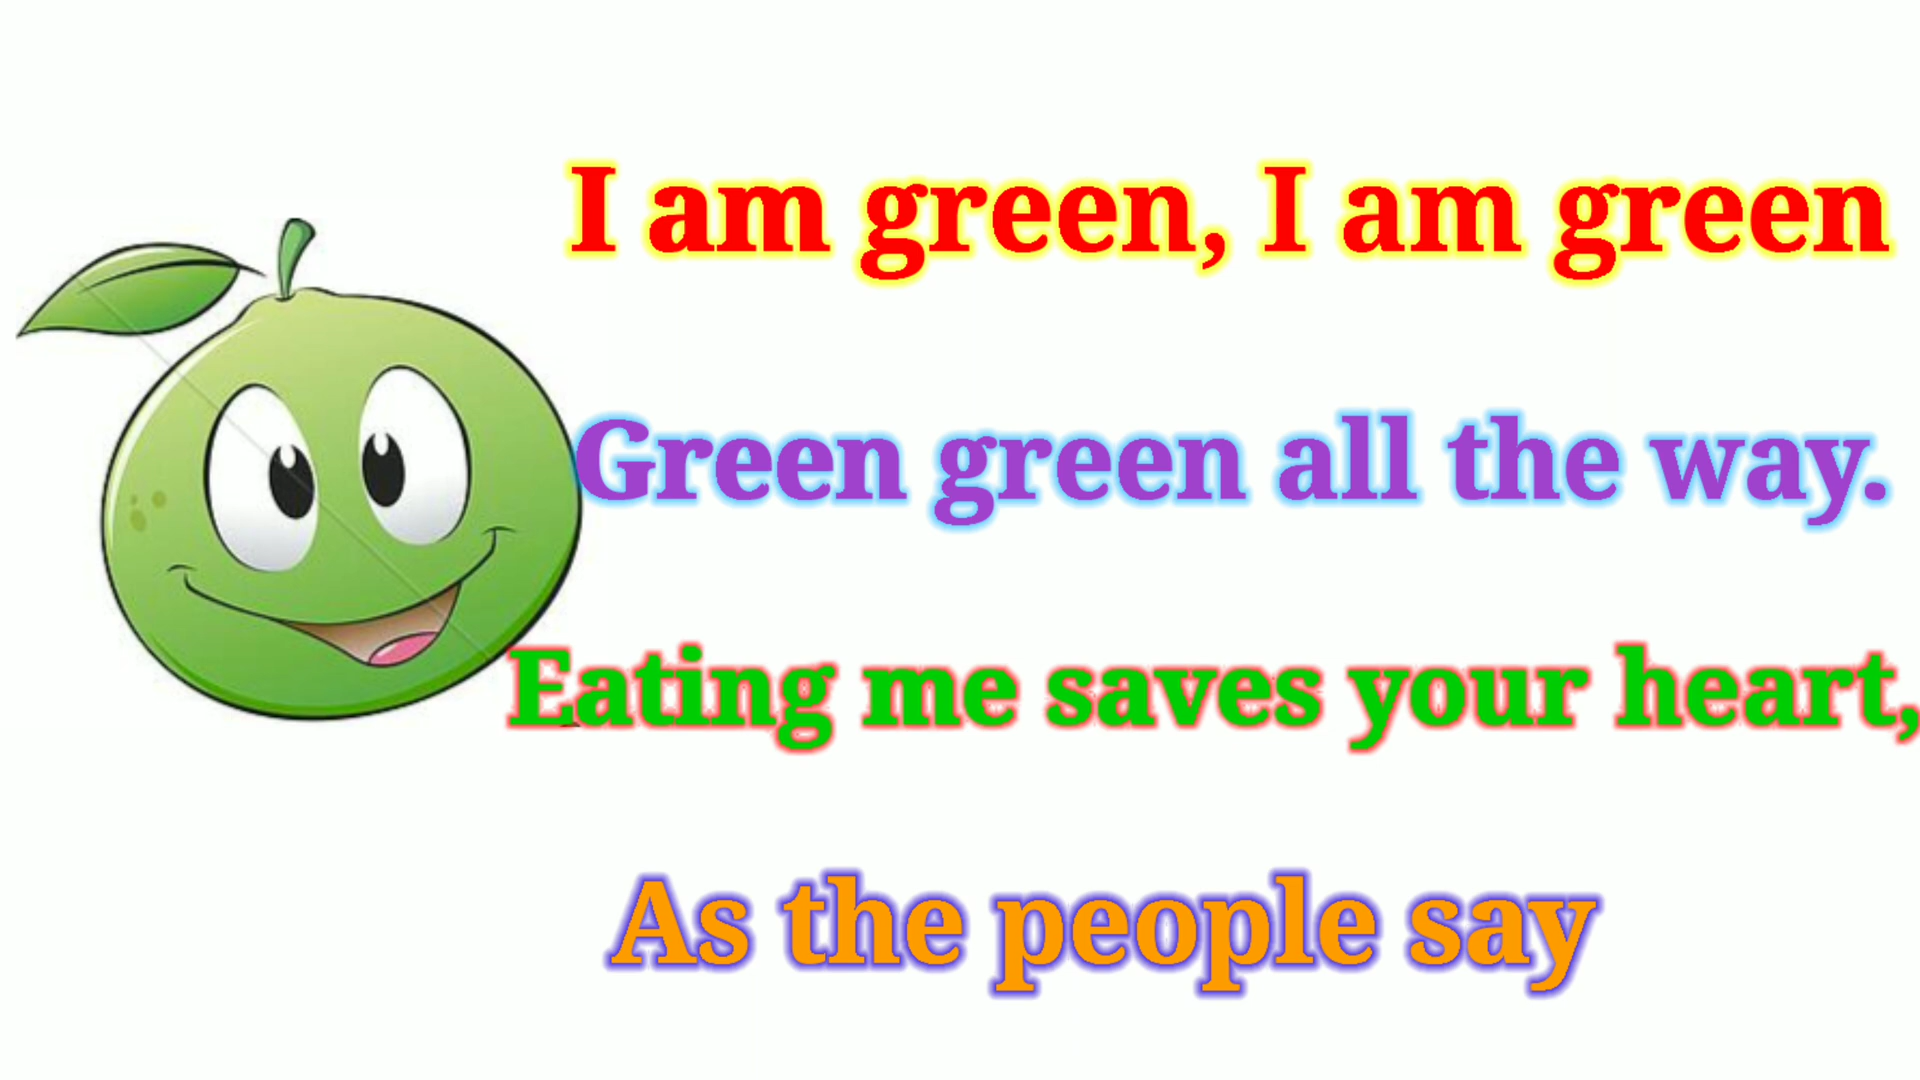 I am green, I am green
Green green all the way.
Eating me saves your heart,
As the people say